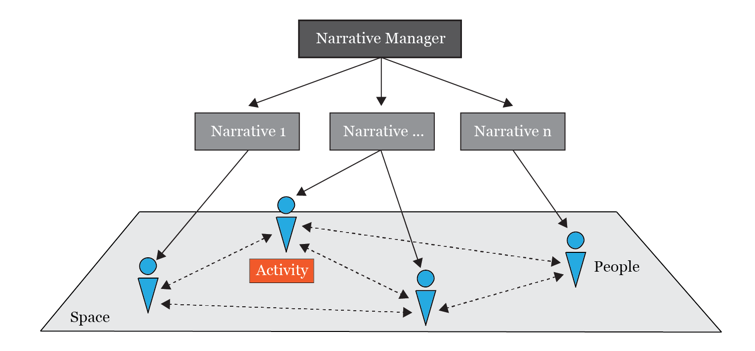 Narrative Manager
Narrative 1
Narrative ...
Narrative n
Activity
People
Space